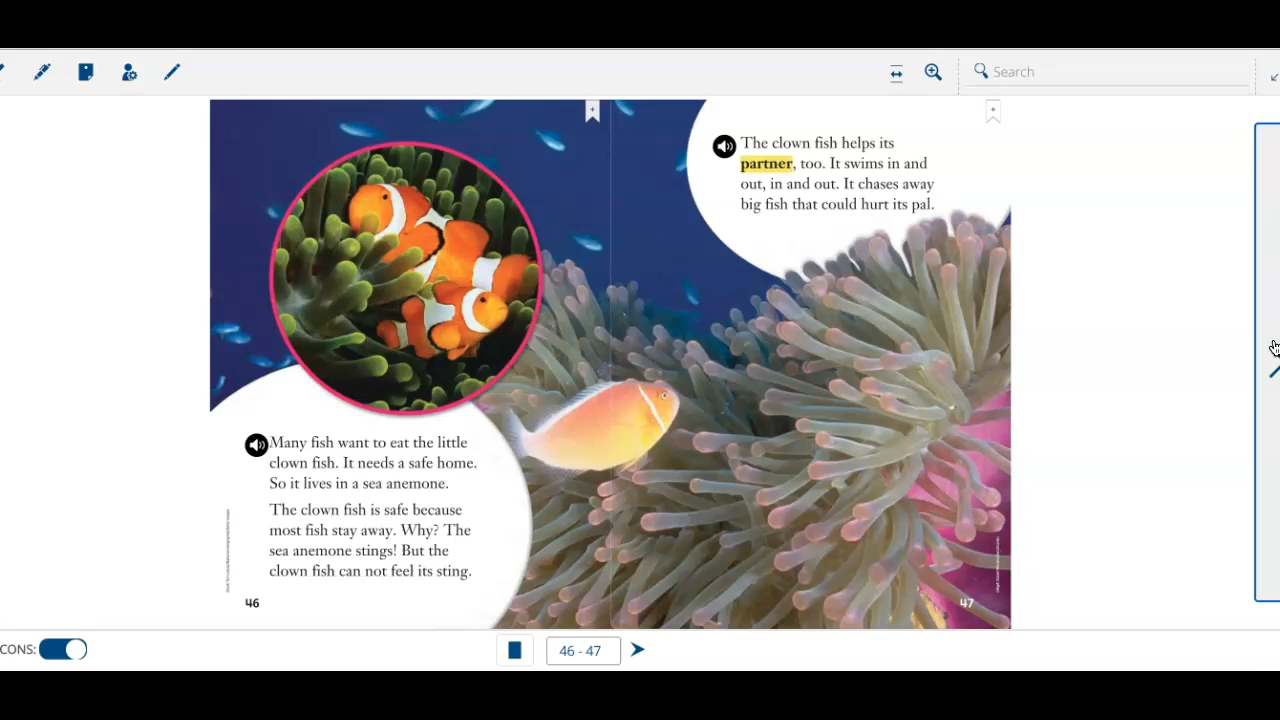 Search
Many fish want to eat the little
clown fish. It needs a safe home.
So it lives in a sea anemone.
The clown fish is safe because
most fish stay away. Why? The
sea anemone stings! But the
clown fish can not feel its sting.
46
The clown fish helps its
partner, too. It swims in and
out, in and out. It chases away
big fish that could hurt its pal.
47
CONS:
46 - 47